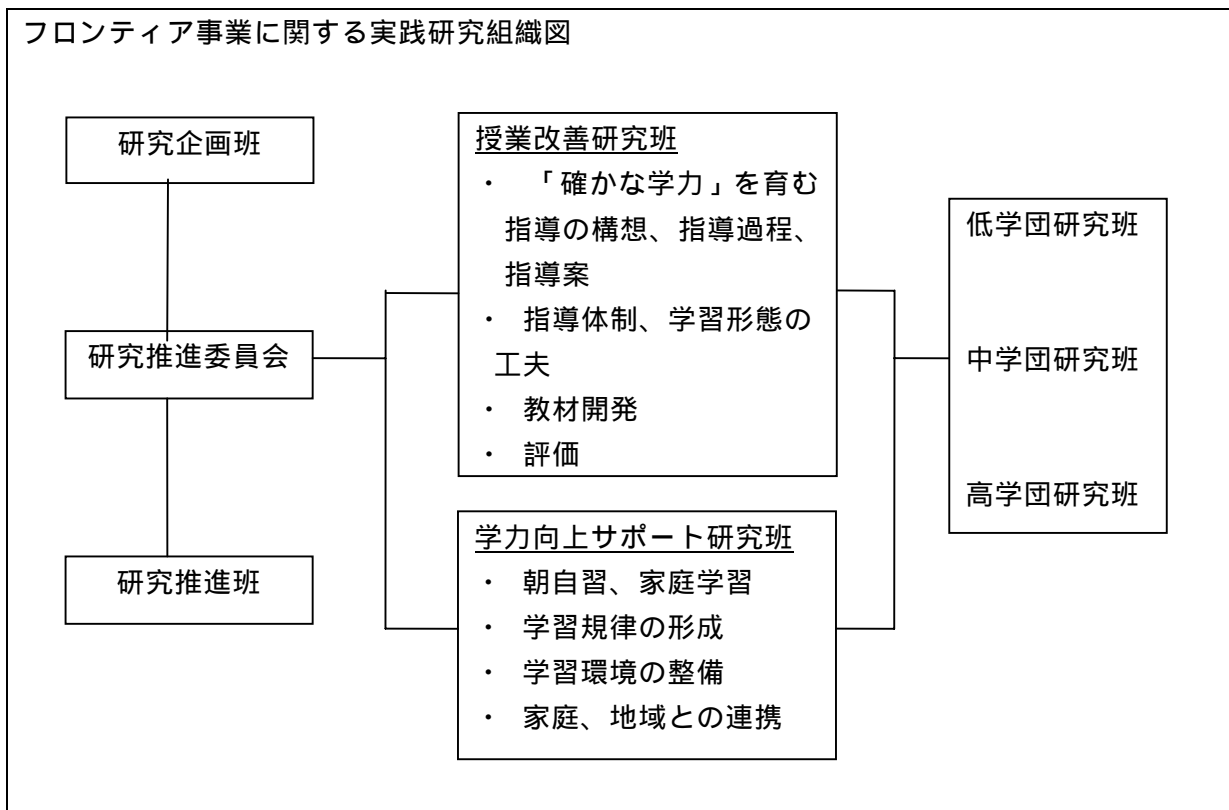 フロンティア事業に関する実践研究組織図
研究企画班
研究推進委員会
研究推進班
授業改善研究班
・ 「確かな学力」を育む
指導の構想、指導過程、
指導案
・ 指導体制、学習形態の
工夫
・ 教材開発
・ 評価
学力向上サポート研究班
・ 朝自習、家庭学習
・ 学習規律の形成
・ 学習環境の整備
・ 家庭、地域との連携
低学団研究班
中学団研究班
高学団研究班